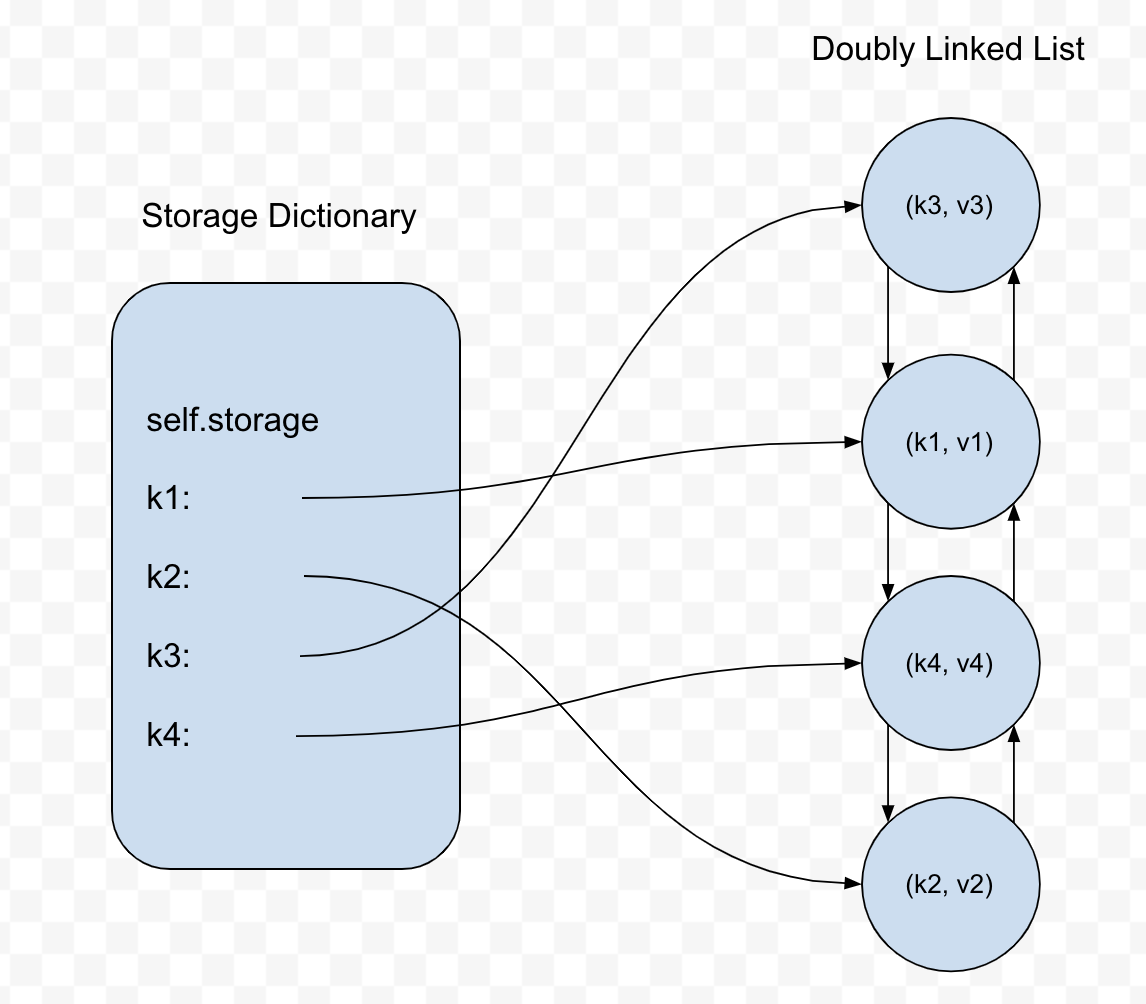 Doubly Linked List
(k3, v3)
Storage Dictionary
self.storage
(k1, v1)
k1:
k2:
k3:
(k4, v4)
k4:
(k2, v2)